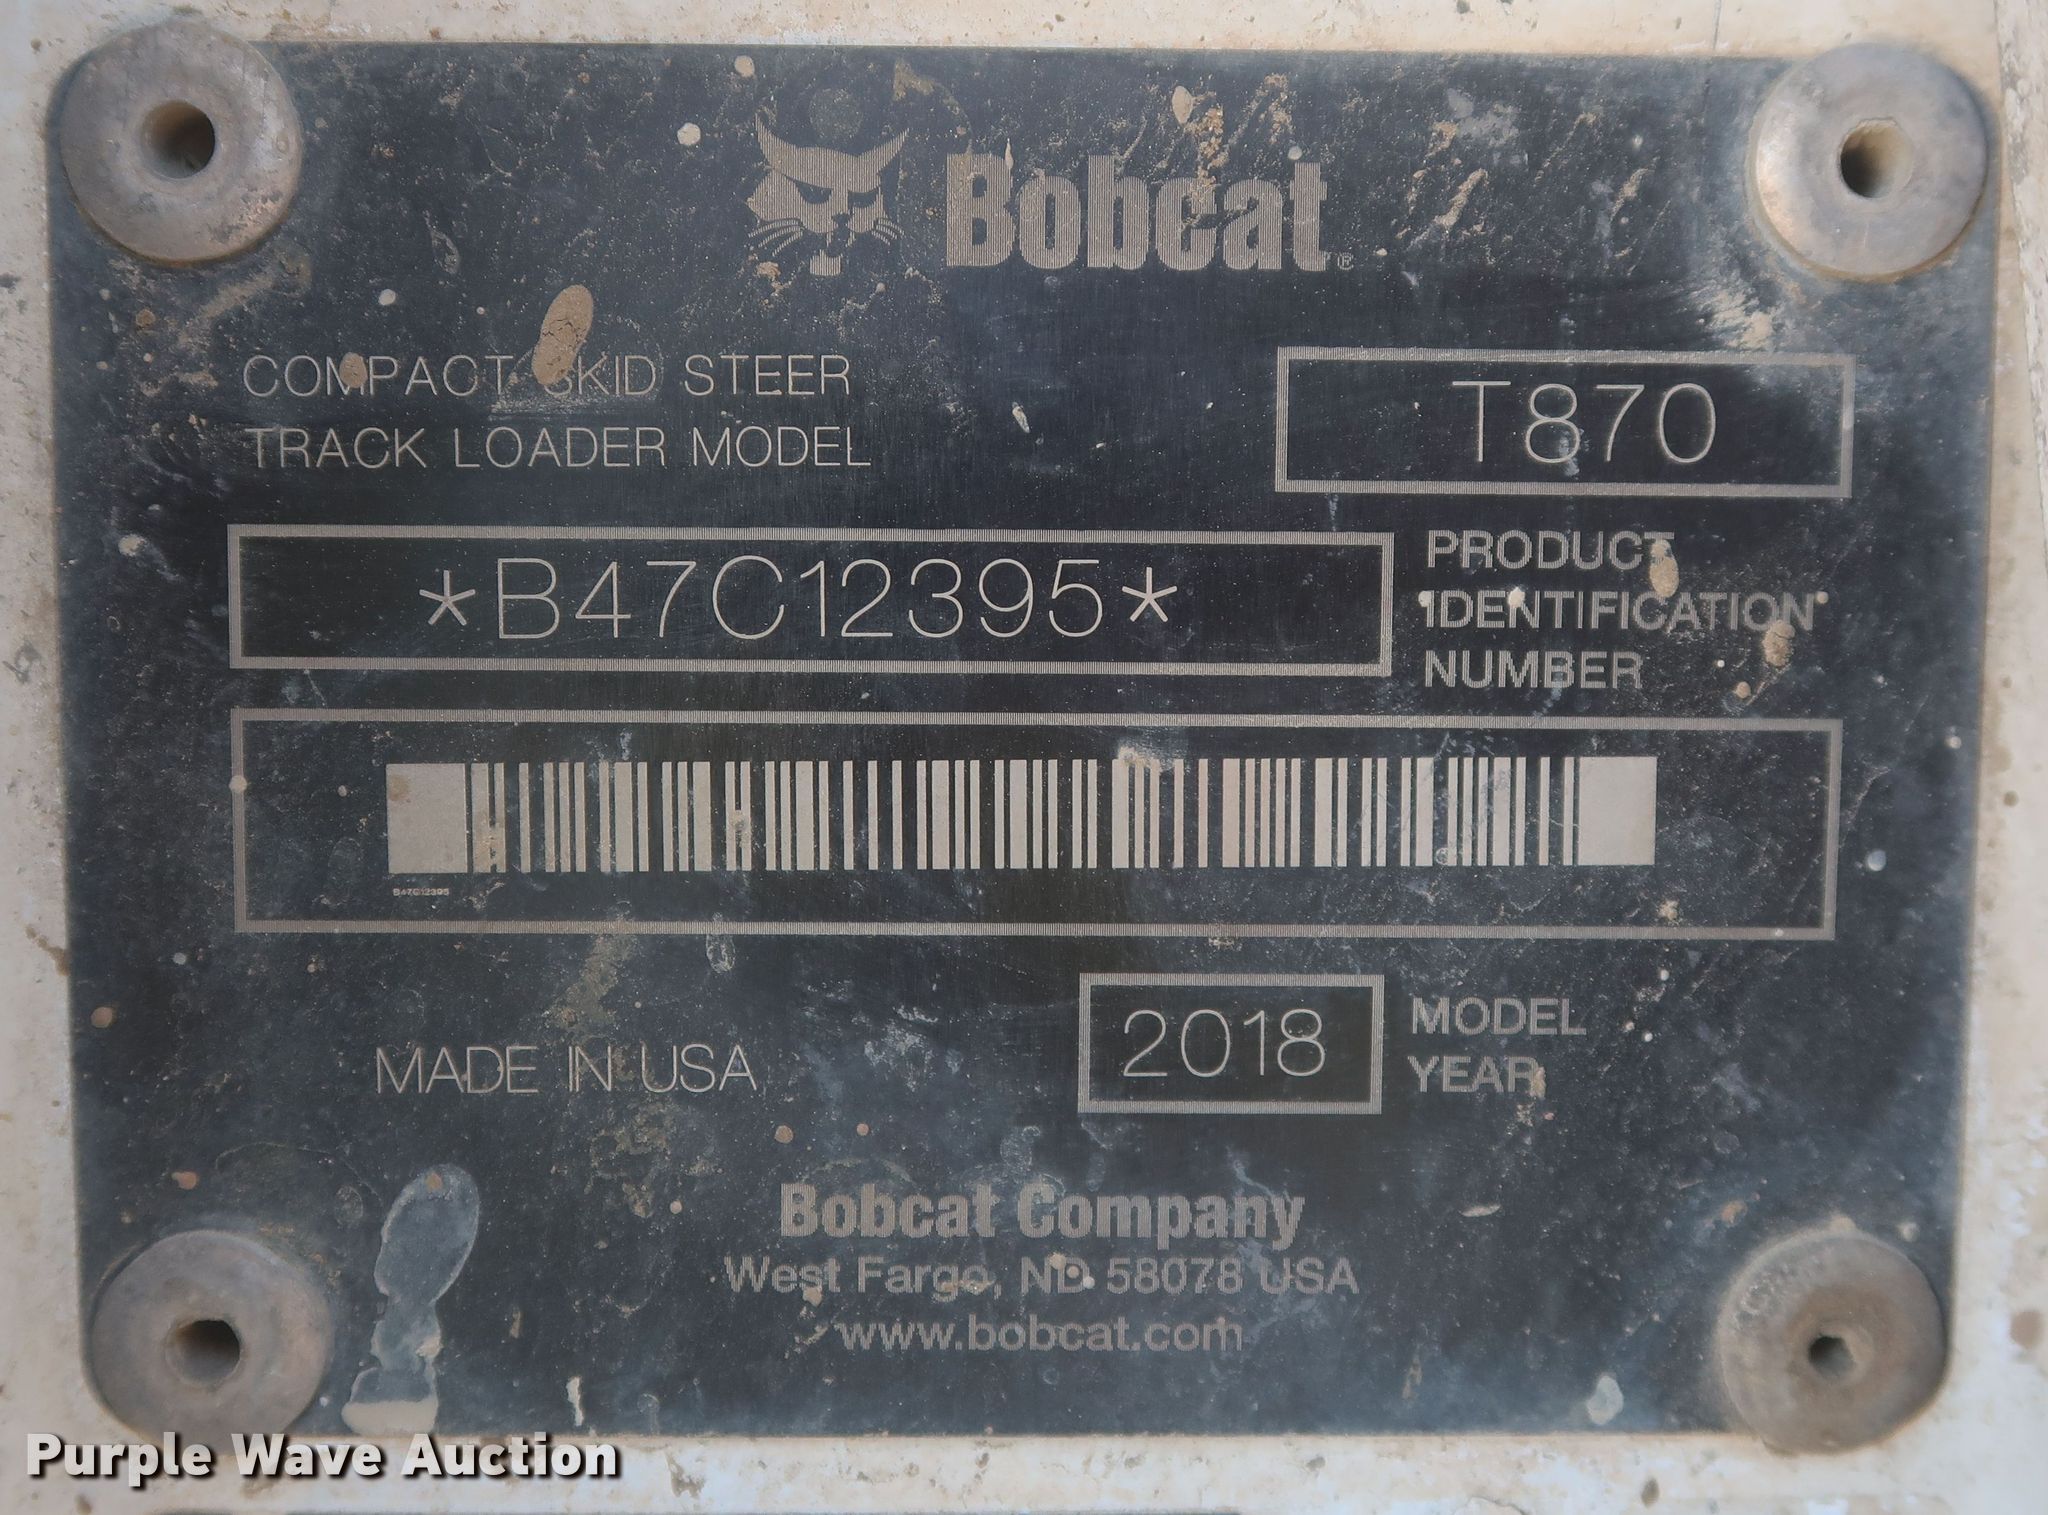 Bobcat®
COMPACT SKID STEER
TRACK LOADER MODEL
T870
*B47C12395*
PRODUCT
IDENTIFICATION
NUMBER
B47C12395
MADE IN USA
2018
MODEL
YEAR
Bobcat Company
West Fargo, ND 58078 USA
www.bobcat.com
Purple Wave Auction